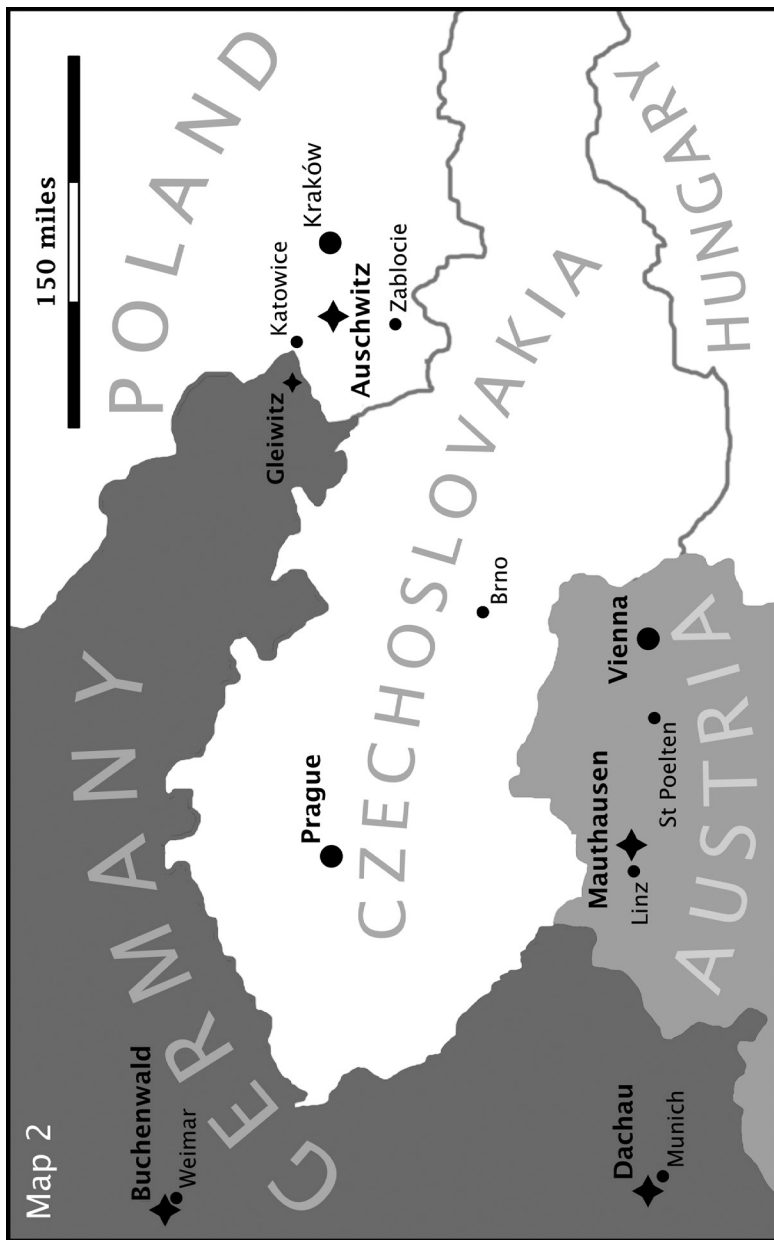 Map 2
150 miles
POLAND
GERMANY
CZECHOSLOVAKIA
AUSTRIA
HUNGARY
Buchenwald
Weimar
Katowice
Gleiwitz
Kraków
Auschwitz
Zablocie
Prague
Brno
Dachau
Munich
Mauthausen
Linz
St Poelten
Vienna